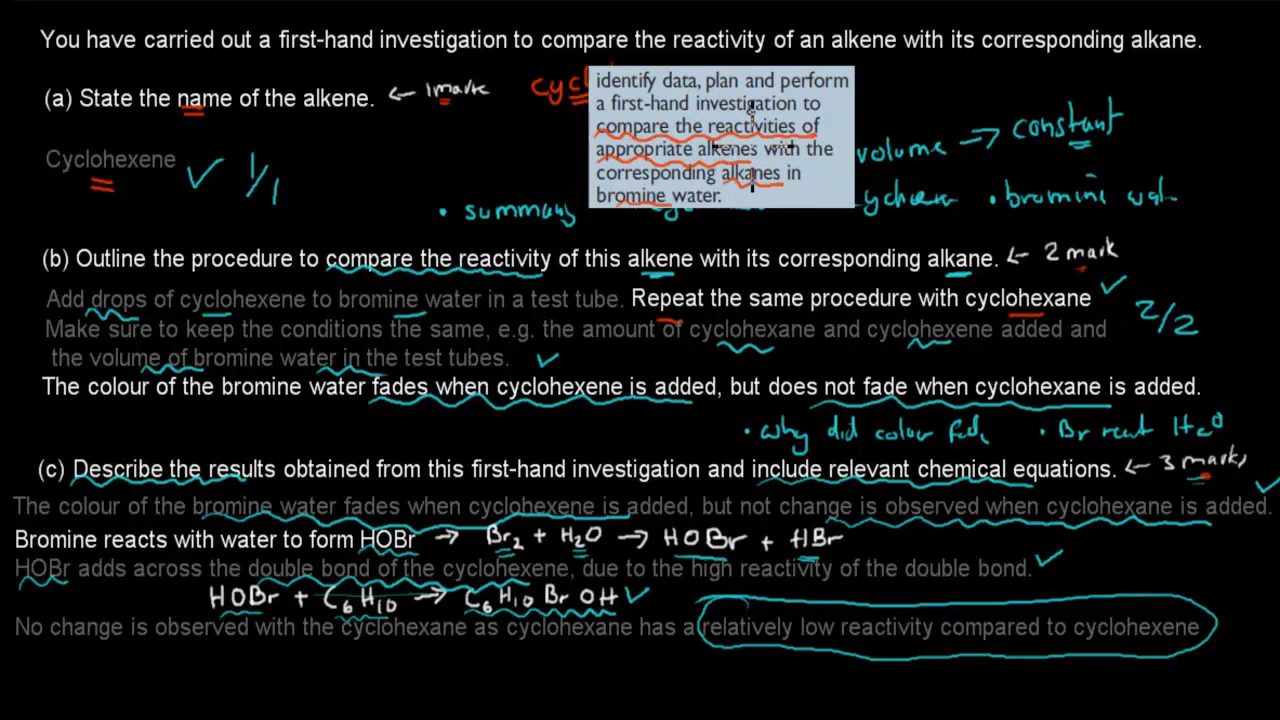 You have carried out a first-hand investigation to compare the reactivity of an alkene with its corresponding alkane.
(a) State the name of the alkene. ← 1 mark
identify data, plan and perform
a first-hand investigation to
compare the reactivities of
appropriate alkenes with the
corresponding alkanes in
bromine water.
volume → constant
Cyclohexene ✓ 1/1
• summary
• bromine wat
(b) Outline the procedure to compare the reactivity of this alkene with its corresponding alkane. ← 2 mark
Add drops of cyclohexene to bromine water in a test tube. Repeat the same procedure with cyclohexane ✓ 2/2
Make sure to keep the conditions the same, e.g. the amount of cyclohexane and cyclohexene added and
the volume of bromine water in the test tubes. ✓
The colour of the bromine water fades when cyclohexene is added, but does not fade when cyclohexane is added.
• Why did colour fade • Br react H2O
(c) Describe the results obtained from this first-hand investigation and include relevant chemical equations. ← 3 marks
The colour of the bromine water fades when cyclohexene is added, but not change is observed when cyclohexane is added. ✓
Bromine reacts with water to form HOBr → Br2 + H2O → HOBr + HBr
HOBr adds across the double bond of the cyclohexene, due to the high reactivity of the double bond. ✓
HOBr + C6H10 → C6H10BrOH ✓
No change is observed with the cyclohexane as cyclohexane has a relatively low reactivity compared to cyclohexene